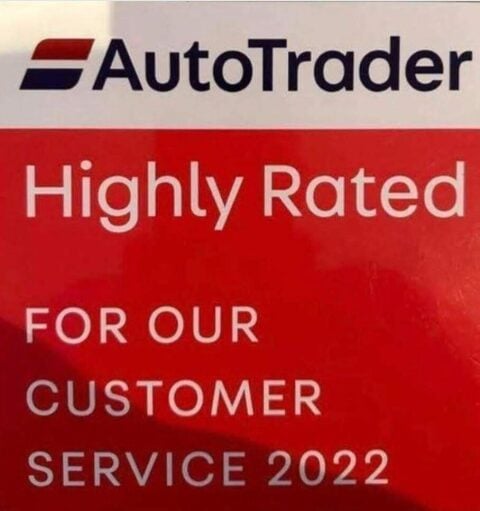 AutoTrader
Highly Rated
FOR OUR
CUSTOMER
SERVICE 2022